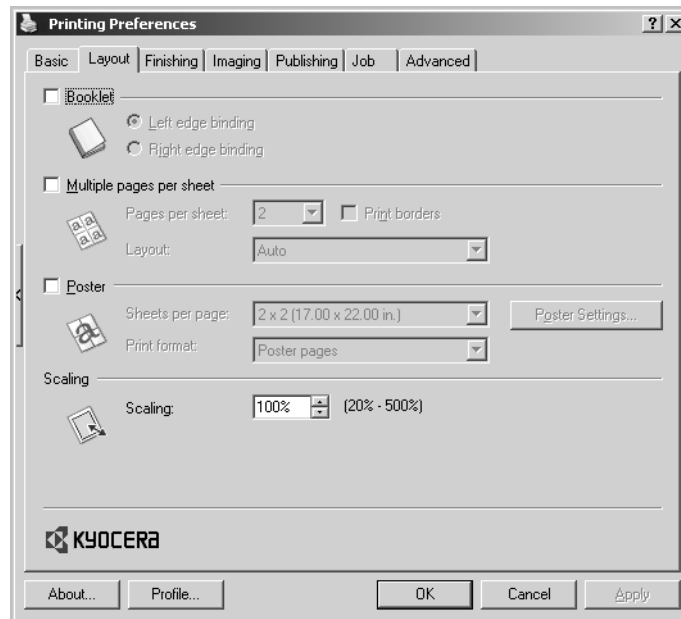 Printing Preferences
Basic Layout Finishing Imaging Publishing Job Advanced
Booklet
Left edge binding
Right edge binding
Multiple pages per sheet
Pages per sheet: 2 Print borders
Layout: Auto
Poster
Sheets per page: 2 x 2 (17.00 x 22.00 in.) Poster Settings...
Print format: Poster pages
Scaling
Scaling: 100% (20% - 500%)
KYOCERA
About... Profile... OK Cancel Apply